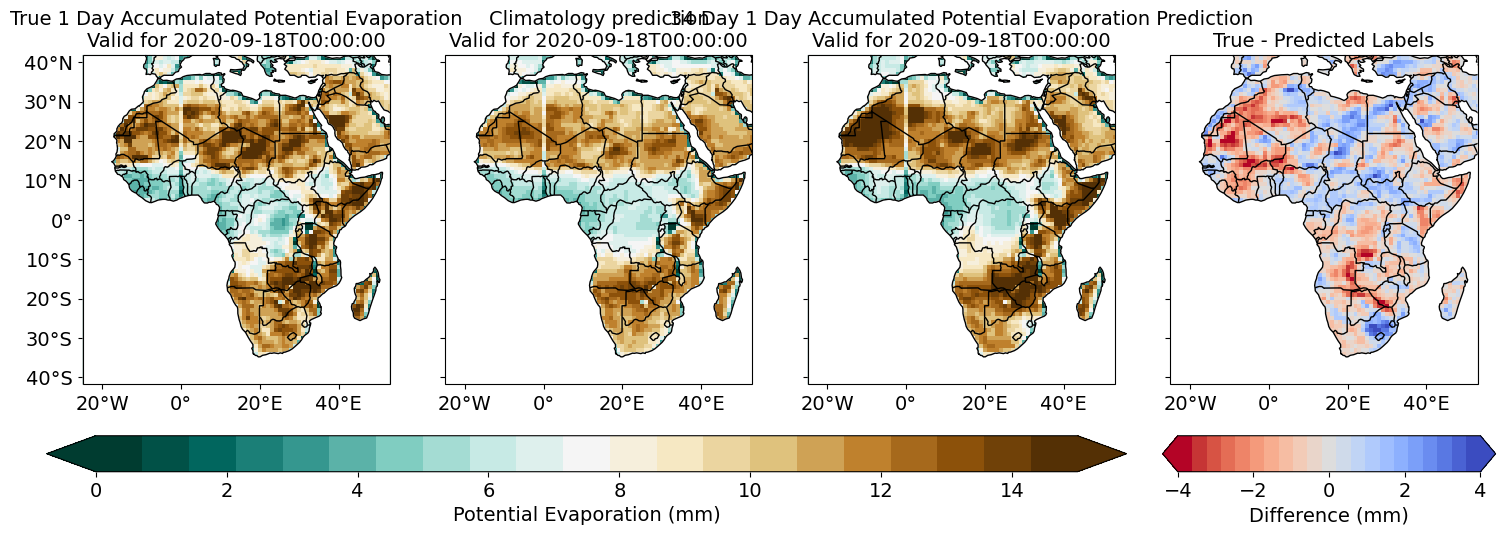 True 1 Day Accumulated Potential Evaporation
Valid for 2020-09-18T00:00:00
Climatology prediction
Valid for 2020-09-18T00:00:00
34 Day 1 Day Accumulated Potential Evaporation Prediction
Valid for 2020-09-18T00:00:00
True - Predicted Labels
40°N
30°N
20°N
10°N
0°
10°S
20°S
30°S
40°S
20°W 0° 20°E 40°E
20°W 0° 20°E 40°E
20°W 0° 20°E 40°E
20°W 0° 20°E 40°E
0 2 4 6 8 10 12 14
Potential Evaporation (mm)
−4 −2 0 2 4
Difference (mm)